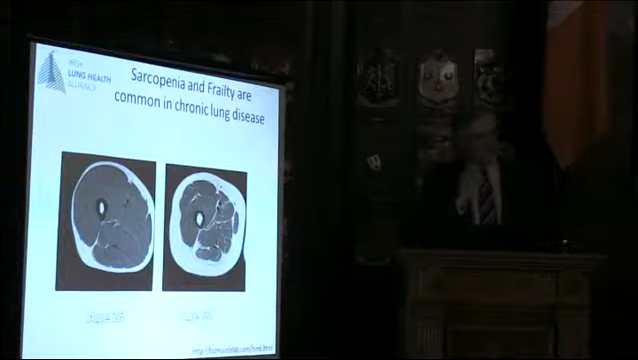 IRISH
LUNG HEALTH
ALLIANCE
Sarcopenia and Frailty are
common in chronic lung disease